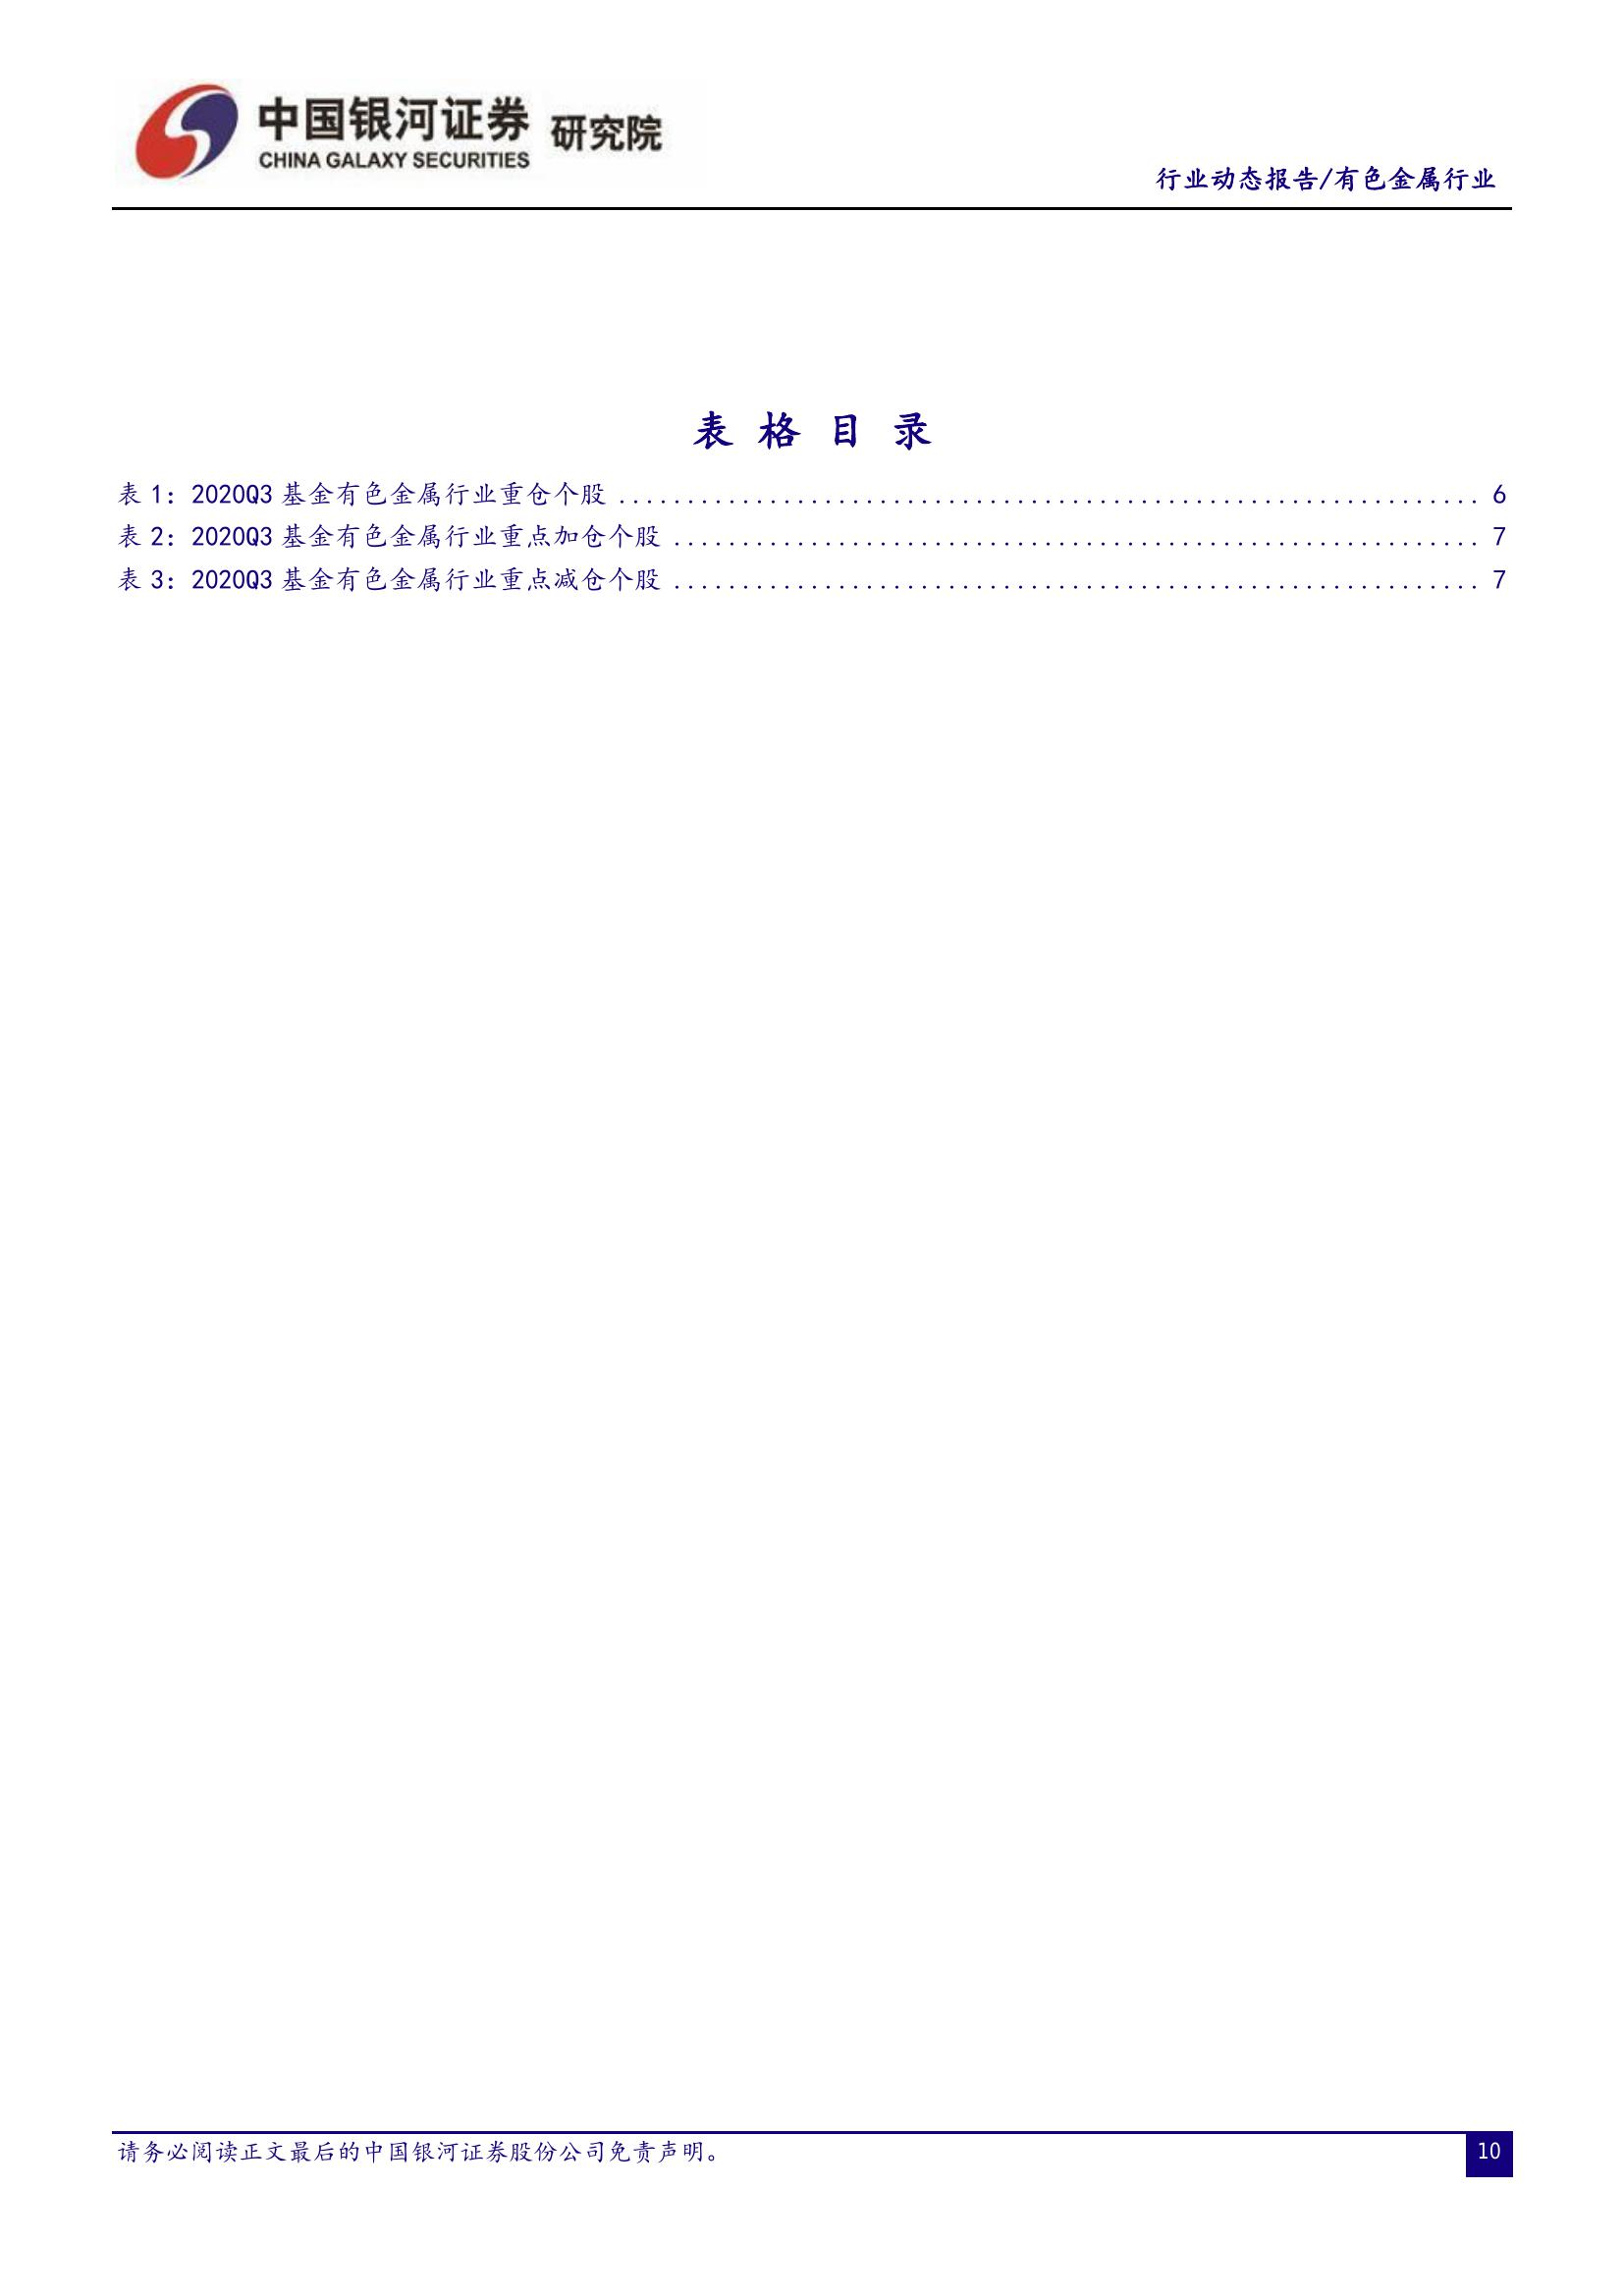 中国银河证券 研究院
CHINA GALAXY SECURITIES
行业动态报告/有色金属行业
表 格 目 录
表 1：2020Q3 基金有色金属行业重仓个股 ............................................................... 6
表 2：2020Q3 基金有色金属行业重点加仓个股 ........................................................... 7
表 3：2020Q3 基金有色金属行业重点减仓个股 ........................................................... 7
请务必阅读正文最后的中国银河证券股份公司免责声明。
10